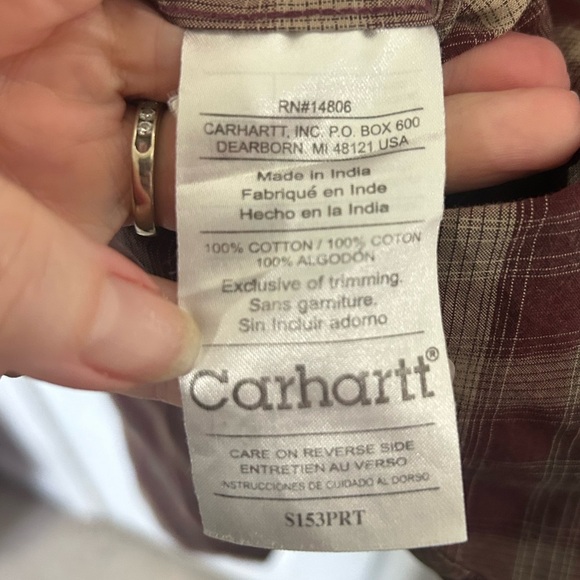 RN#14806
CARHARTT, INC. P.O. BOX 600
DEARBORN, MI 48121 USA
Made in India
Fabriqué en Inde
Hecho en la India
100% COTTON / 100% COTON
100% ALGODÓN
Exclusive of trimming.
Sans garniture.
Sin Incluir adorno
Carhartt®
CARE ON REVERSE SIDE
ENTRETIEN AU VERSO
INSTRUCCIONES DE CUIDADO AL DORSO
S153PRT